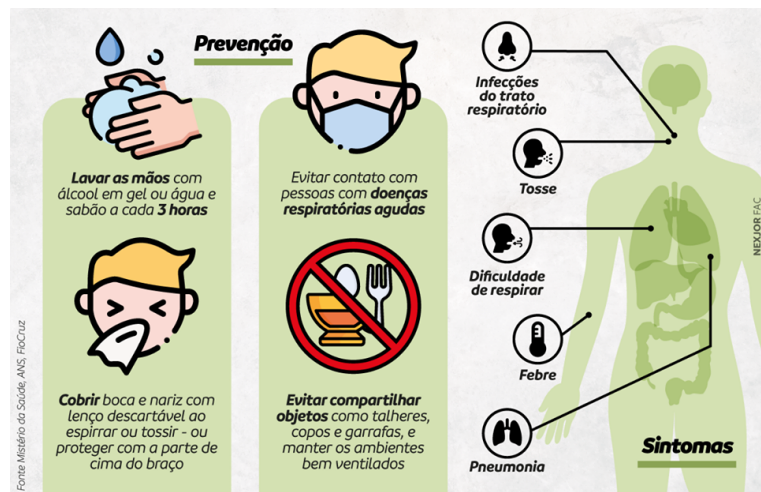 Prevenção
Lavar as mãos com
álcool em gel ou água e
sabão a cada 3 horas
Evitar contato com
pessoas com doenças
respiratórias agudas
Cobrir boca e nariz com
lenço descartável ao
espirrar ou tossir - ou
proteger com a parte de
cima do braço
Evitar compartilhar
objetos como talheres,
copos e garrafas, e
manter os ambientes
bem ventilados
Infecções
do trato
respiratório
Tosse
Dificuldade
de respirar
Febre
Pneumonia
Sintomas
Fonte Mistério da Saúde, ANS, FioCruz
NEXJOR FAC